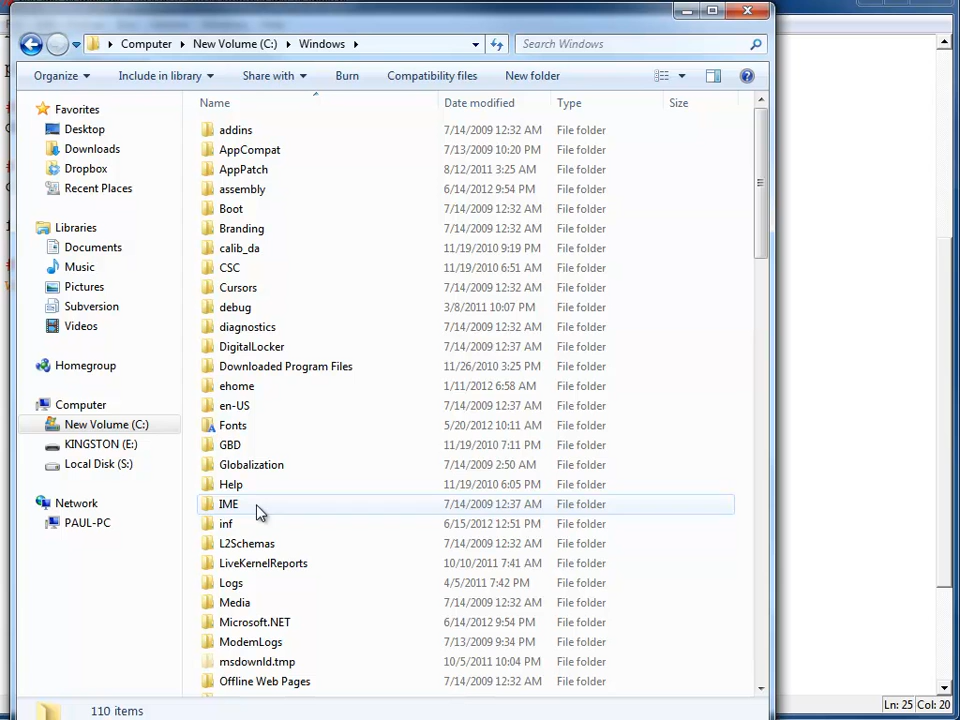 Computer New Volume (C:) Windows Search Windows
Organize Include in library Share with Burn Compatibility files New folder
Name Date modified Type Size
Favorites
Desktop
Downloads
Dropbox
Recent Places
Libraries
Documents
Music
Pictures
Subversion
Videos
Homegroup
Computer
New Volume (C:)
KINGSTON (E:)
Local Disk (S:)
Network
PAUL-PC
addins 7/14/2009 12:32 AM File folder
AppCompat 7/13/2009 10:20 PM File folder
AppPatch 8/12/2011 3:25 AM File folder
assembly 6/14/2012 9:54 PM File folder
Boot 7/14/2009 12:32 AM File folder
Branding 7/14/2009 12:32 AM File folder
calib_da 11/19/2010 9:19 PM File folder
CSC 11/19/2010 6:51 AM File folder
Cursors 7/14/2009 12:32 AM File folder
debug 3/8/2011 10:07 PM File folder
diagnostics 7/14/2009 12:32 AM File folder
DigitalLocker 7/14/2009 12:32 AM File folder
Downloaded Program Files 11/26/2010 3:25 PM File folder
ehome 1/11/2012 6:58 AM File folder
en-US 7/14/2009 12:37 AM File folder
Fonts 5/20/2012 10:11 AM File folder
GBD 11/19/2010 7:11 PM File folder
Globalization 7/14/2009 2:50 AM File folder
Help 11/19/2010 6:05 PM File folder
IME 7/14/2009 12:37 AM File folder
inf 6/15/2012 12:51 PM File folder
L2Schemas 7/14/2009 12:32 AM File folder
LiveKernelReports 10/10/2011 7:41 AM File folder
Logs 4/5/2011 7:42 PM File folder
Media 7/14/2009 12:32 AM File folder
Microsoft.NET 6/14/2012 9:54 PM File folder
ModemLogs 7/13/2009 9:34 PM File folder
msdownld.tmp 10/5/2011 10:04 PM File folder
Offline Web Pages 7/14/2009 12:32 AM File folder
110 items
Ln: 25 Col: 20